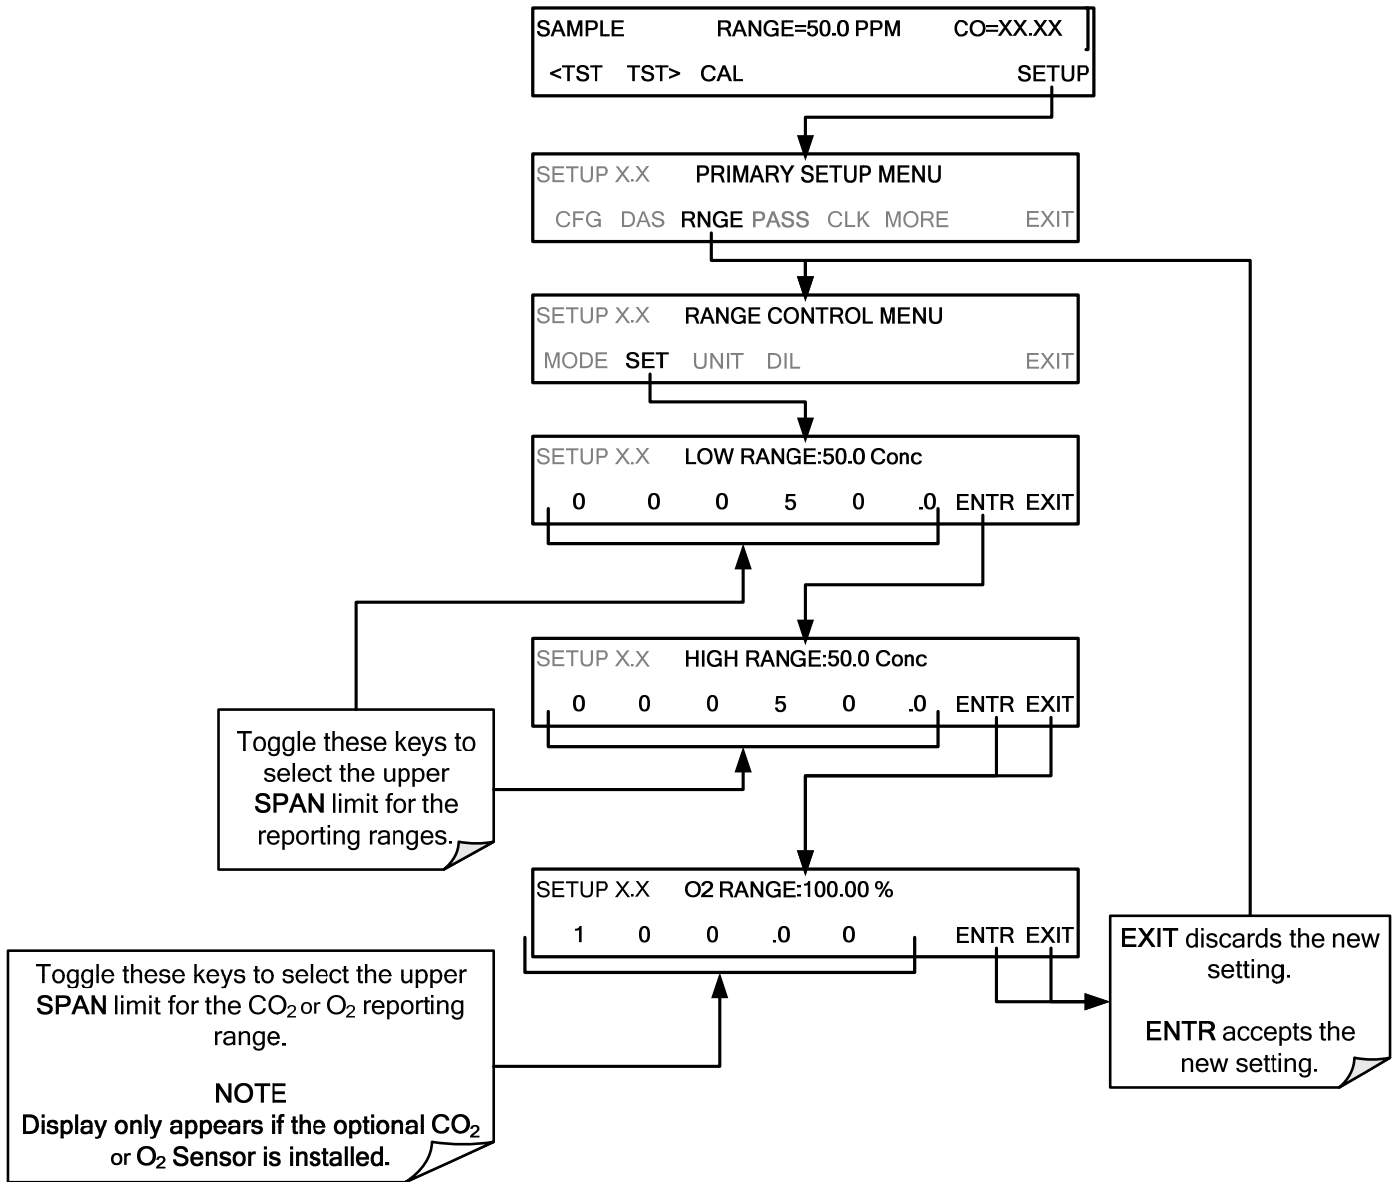 SAMPLE RANGE=50.0 PPM CO=XX.XX
<TST TST> CAL SETUP
SETUP X.X PRIMARY SETUP MENU
CFG DAS RNGE PASS CLK MORE EXIT
SETUP X.X RANGE CONTROL MENU
MODE SET UNIT DIL EXIT
SETUP X.X LOW RANGE:50.0 Conc
0 0 0 5 0 .0 ENTR EXIT
SETUP X.X HIGH RANGE:50.0 Conc
0 0 0 5 0 .0 ENTR EXIT
Toggle these keys to
select the upper
SPAN limit for the
reporting ranges.
SETUP X.X O2 RANGE:100.00 %
1 0 0 .0 0 ENTR EXIT
Toggle these keys to select the upper
SPAN limit for the CO₂ or O₂ reporting
range.
NOTE
Display only appears if the optional CO₂
or O₂ Sensor is installed.
EXIT discards the new
setting.
ENTR accepts the
new setting.